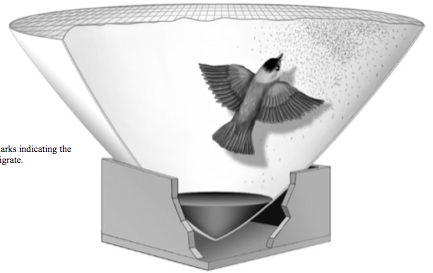 arks indicating the
igrate.